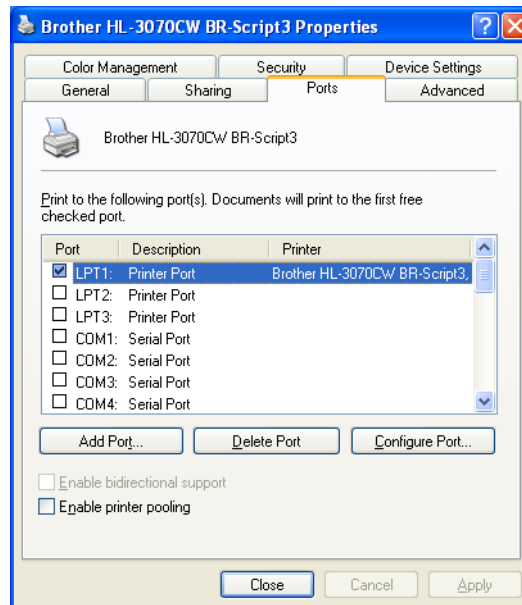 Brother HL-3070CW BR-Script3 Properties
Color Management Security Device Settings
General Sharing Ports Advanced
Brother HL-3070CW BR-Script3
Print to the following port(s). Documents will print to the first free
checked port.
Port Description Printer
LPT1: Printer Port Brother HL-3070CW BR-Script3,
LPT2: Printer Port
LPT3: Printer Port
COM1: Serial Port
COM2: Serial Port
COM3: Serial Port
COM4: Serial Port
Add Port... Delete Port Configure Port...
Enable bidirectional support
Enable printer pooling
Close Cancel Apply